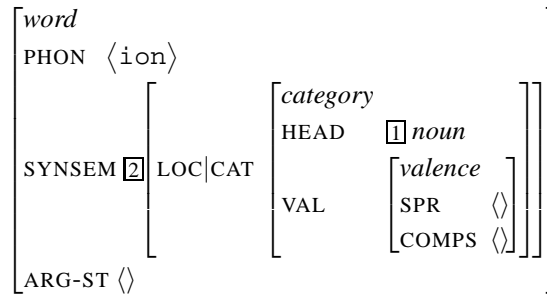 word
PHON ⟨ion⟩
category
HEAD 1 noun
SYNSEM 2 LOC|CAT
valence
VAL SPR ⟨⟩
COMPS ⟨⟩
ARG-ST ⟨⟩